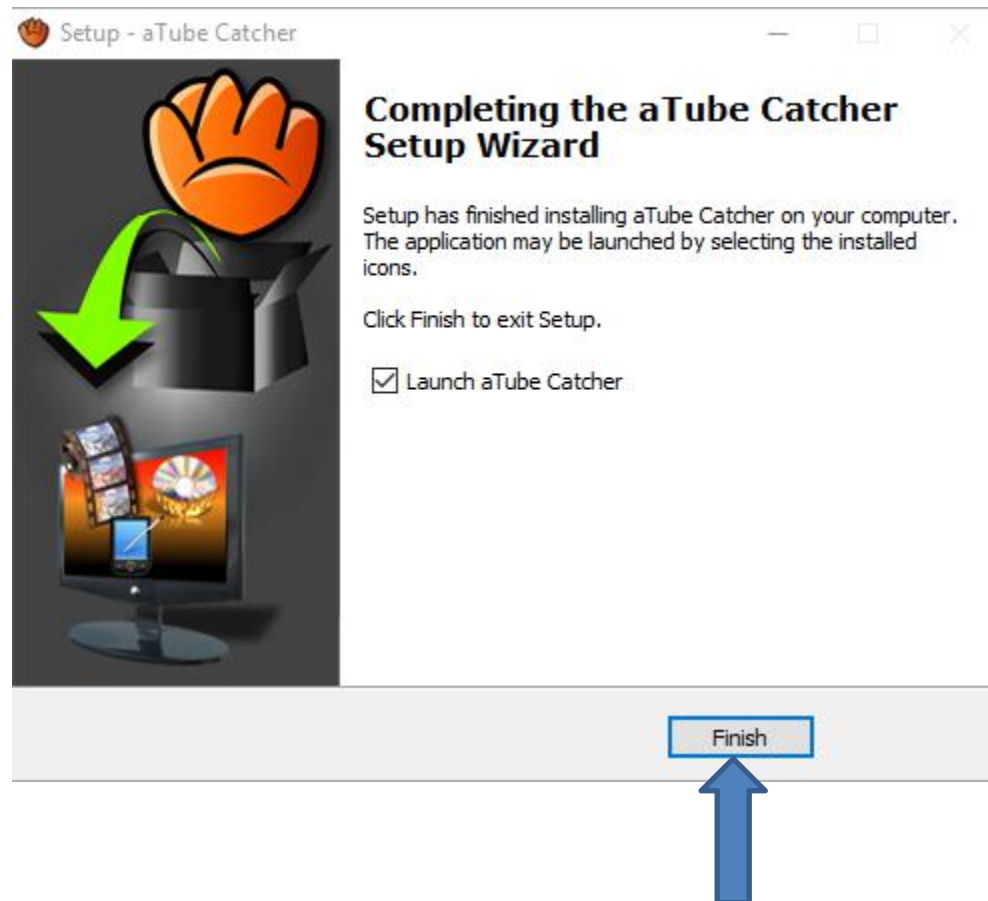 Setup - aTube Catcher
Completing the aTube Catcher
Setup Wizard
Setup has finished installing aTube Catcher on your computer.
The application may be launched by selecting the installed
icons.
Click Finish to exit Setup.
Launch aTube Catcher
Finish